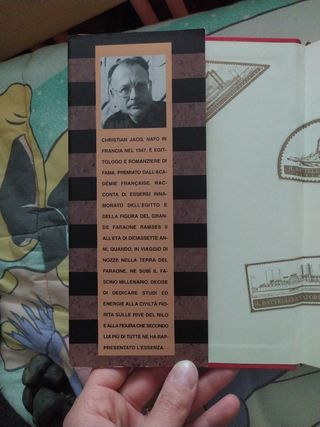 CHRISTIAN JACQ, NATO IN
FRANCIA NEL 1947, È EGIT-
TOLOGO E ROMANZIERE DI
FAMA, PREMIATO DALL'ACA-
DÉMIE FRANÇAISE. RAC-
CONTA DI ESSERSI INNA-
MORATO DELL'EGITTO E
DELLA FIGURA DEL GRAN-
DE FARAONE RAMSES II
ALL'ETÀ DI DICIASSETTE AN-
NI, QUANDO, IN VIAGGIO DI
NOZZE NELLA TERRA DEL
FARAONE, NE SUBÌ IL FA-
SCINO MILLENARIO. DECISE
DI DEDICARE STUDI ED
ENERGIE ALLA CIVILTÀ FIO-
RITA SULLE RIVE DEL NILO
E ALLA FIGURA CHE SECONDO
LUI PIÙ DI TUTTE NE HA RAP-
PRESENTATO L'ESSENZA.
IL BATTELLO A VAPORE